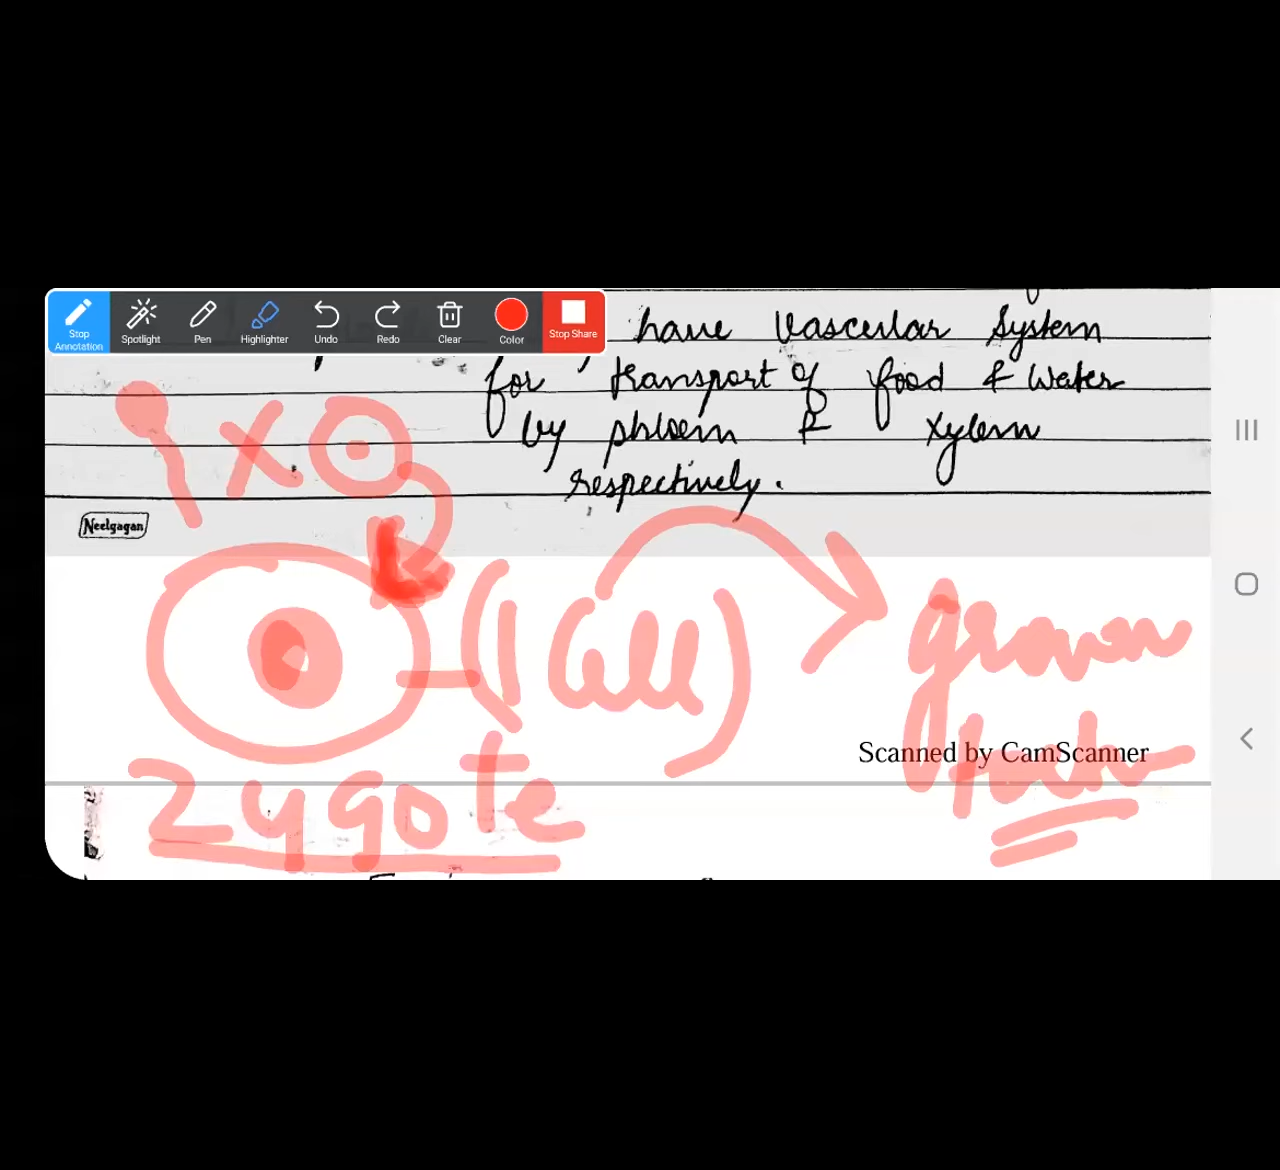 Stop Annotation
Spotlight
Pen
Highlighter
Undo
Redo
Clear
Color
Stop Share
have Vascular System
for transport of food & Water
by phloem & Xylem
respectively.
Neelgagan
X
(1 Cell)
grown
Scanned by CamScanner
Zygote